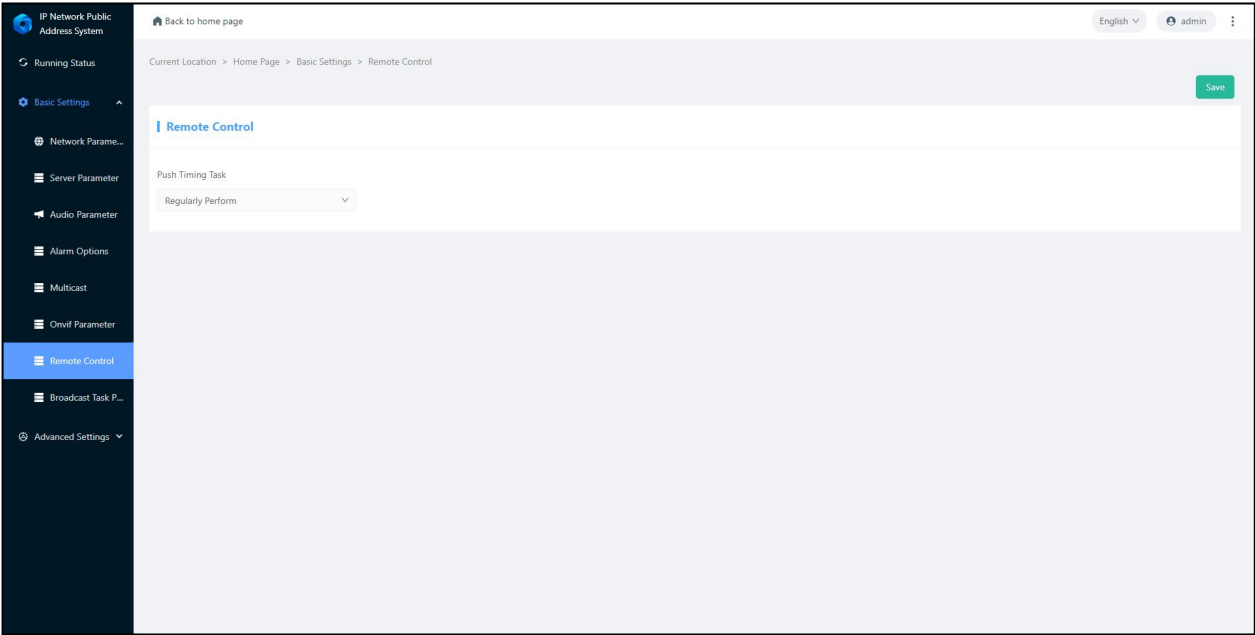 IP Network Public
Address System
Back to home page
English
admin
Running Status
Current Location > Home Page > Basic Settings > Remote Control
Save
Basic Settings
Remote Control
Network Parame...
Push Timing Task
Server Parameter
Regularly Perform
Audio Parameter
Alarm Options
Multicast
Onvif Parameter
Remote Control
Broadcast Task P...
Advanced Settings